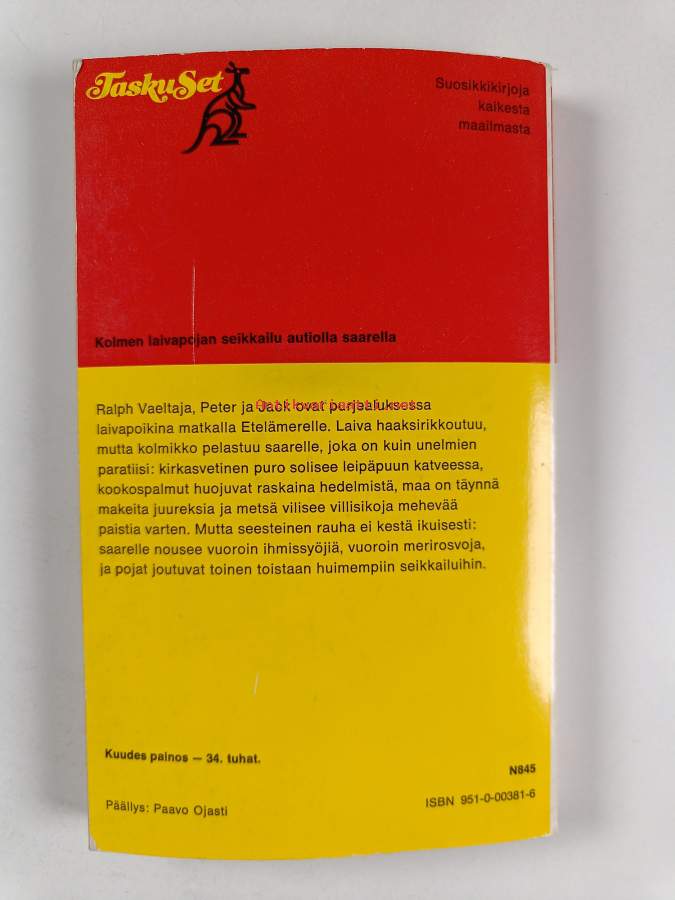 TaskuSet
Suosikkikirjoja
kaikesta
maailmasta
Kolmen laivapojan seikkailu autiolla saarella
Ralph Vaeltaja, Peter ja Jack ovat purjealuksessa
laivapoikina matkalla Etelämerelle. Laiva haaksirikkoutuu,
mutta kolmikko pelastuu saarelle, joka on kuin unelmien
paratiisi: kirkasvetinen puro solisee leipäpuun katveessa,
kookospalmut huojuvat raskaina hedelmistä, maa on täynnä
makeita juureksia ja metsä vilisee villisikoja mehevää
paistia varten. Mutta seesteinen rauha ei kestä ikuisesti:
saarelle nousee vuoroin ihmissyöjiä, vuoroin merirosvoja,
ja pojat joutuvat toinen toistaan huimempiin seikkailuihin.
Kuudes painos — 34. tuhat.
N845
Päällys: Paavo Ojasti
ISBN 951-0-00381-6